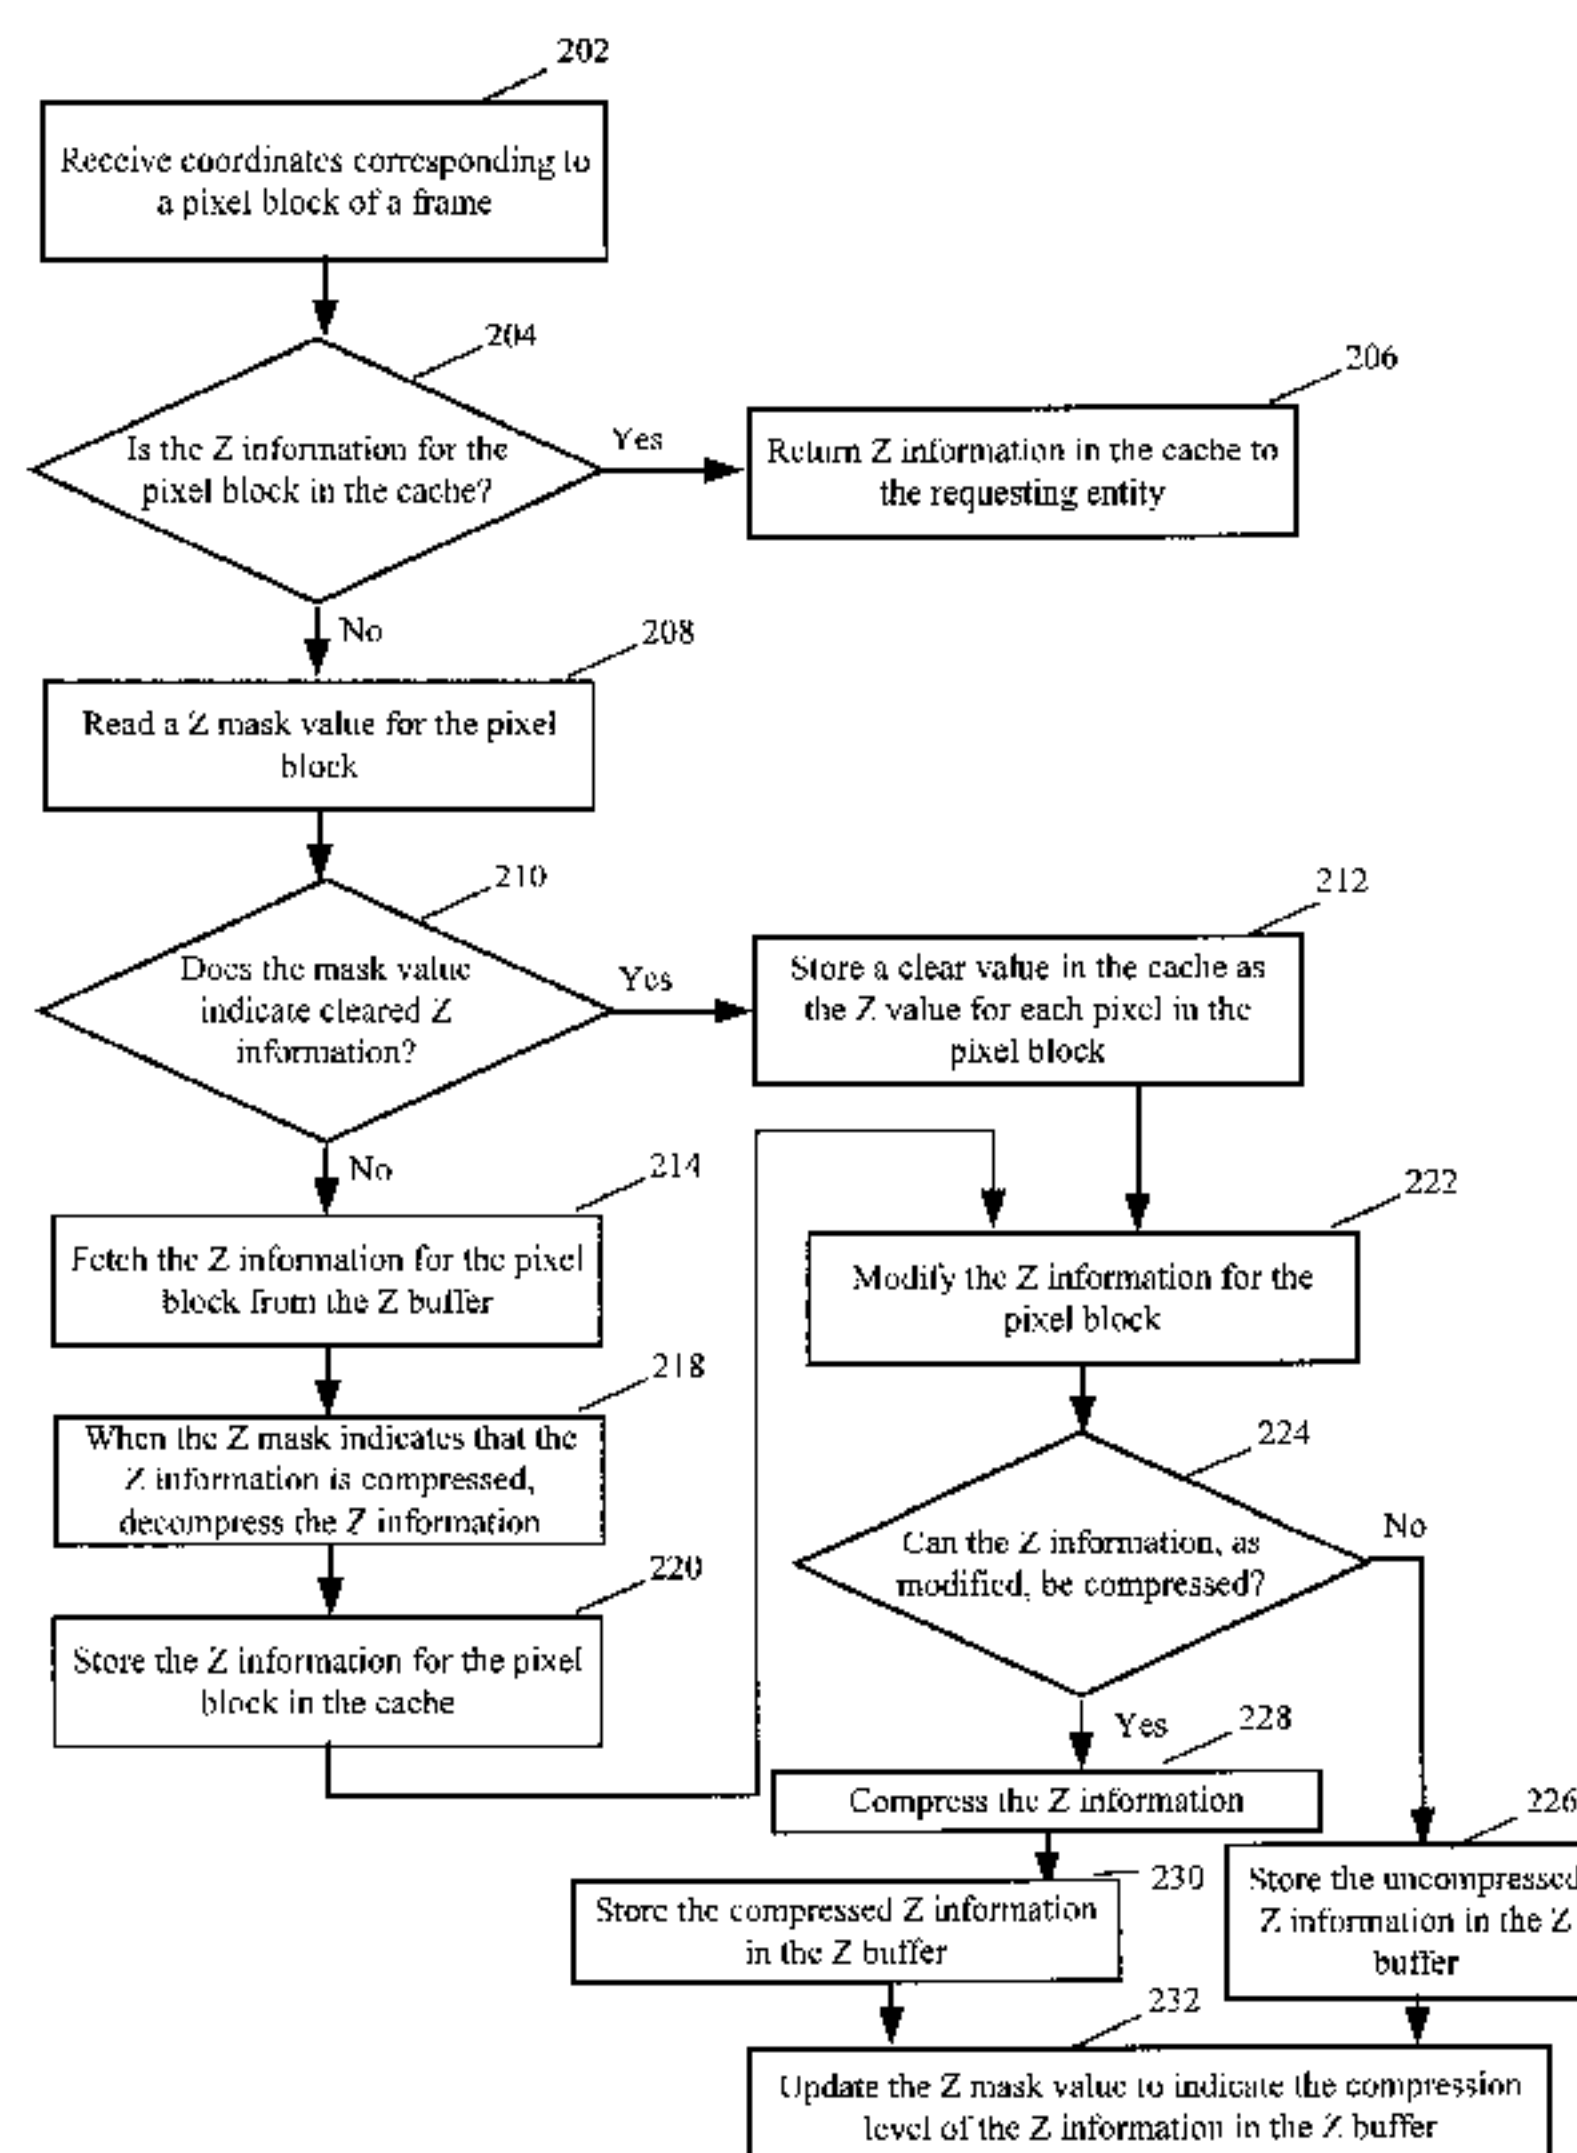 202
Receive coordinates corresponding to
a pixel block of a frame
204
Is the Z information for the
pixel block in the cache?
Yes
206
Return Z information in the cache to
the requesting entity
No
208
Read a Z mask value for the pixel
block
210
Does the mask value
indicate cleared Z
information?
Yes
212
Store a clear value in the cache as
the Z value for each pixel in the
pixel block
No
214
Fetch the Z information for the pixel
block from the Z buffer
218
When the Z mask indicates that the
Z information is compressed,
decompress the Z information
220
Store the Z information for the pixel
block in the cache
222
Modify the Z information for the
pixel block
224
Can the Z information, as
modified, be compressed?
No
Yes
228
Compress the Z information
226
Store the uncompressed
Z information in the Z
buffer
230
Store the compressed Z information
in the Z buffer
232
Update the Z mask value to indicate the compression
level of the Z information in the Z buffer